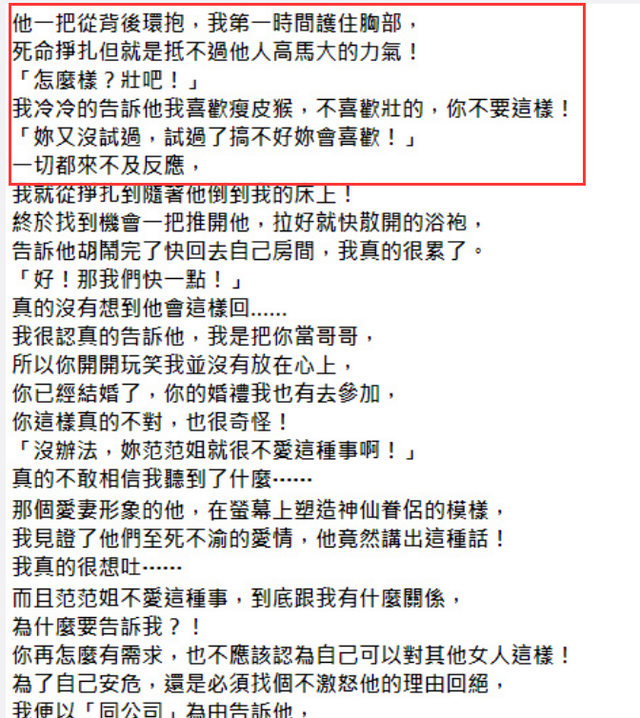 他一把從背後環抱，我第一時間護住胸部，
死命掙扎但就是抵不過他人高馬大的力氣！
「怎麼樣？壯吧！」
我冷冷的告訴他我喜歡瘦皮猴，不喜歡壯的，你不要這樣！
「妳又沒試過，試過了搞不好妳會喜歡！」
一切都來不及反應，
我就從掙扎到隨著他倒到我的床上！
終於找到機會一把推開他，拉好就快散開的浴袍，
告訴他胡鬧完了快回去自己房間，我真的很累了。
「好！那我們快一點！」
真的沒有想到他會這樣回......
我很認真的告訴他，我是把你當哥哥，
所以你開開玩笑我並沒有放在心上，
你已經結婚了，你的婚禮我也有去參加，
你這樣真的不對，也很奇怪！
「沒辦法，妳范范姐就很不愛這種事啊！」
真的不敢相信我聽到了什麼⋯⋯
那個愛妻形象的他，在螢幕上塑造神仙眷侶的模樣，
我見證了他們至死不渝的愛情，他竟然講出這種話！
我真的很想吐⋯⋯
而且范范姐不愛這種事，到底跟我有什麼關係，
為什麼要告訴我？！
你再怎麼有需求，也不應該認為自己可以對其他女人這樣！
為了自己安危，還是必須找個不激怒他的理由回絕，
我便以「同公司」為由告訴他，